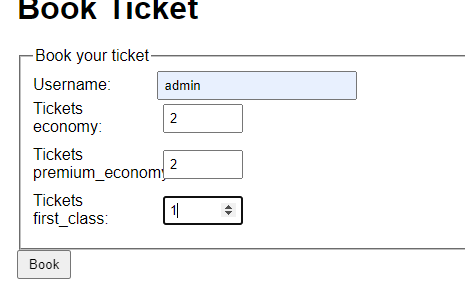 Book Ticket
Book your ticket
Username: admin
Tickets
economy: 2
Tickets
premium_economy 2
Tickets
first_class: 1
Book